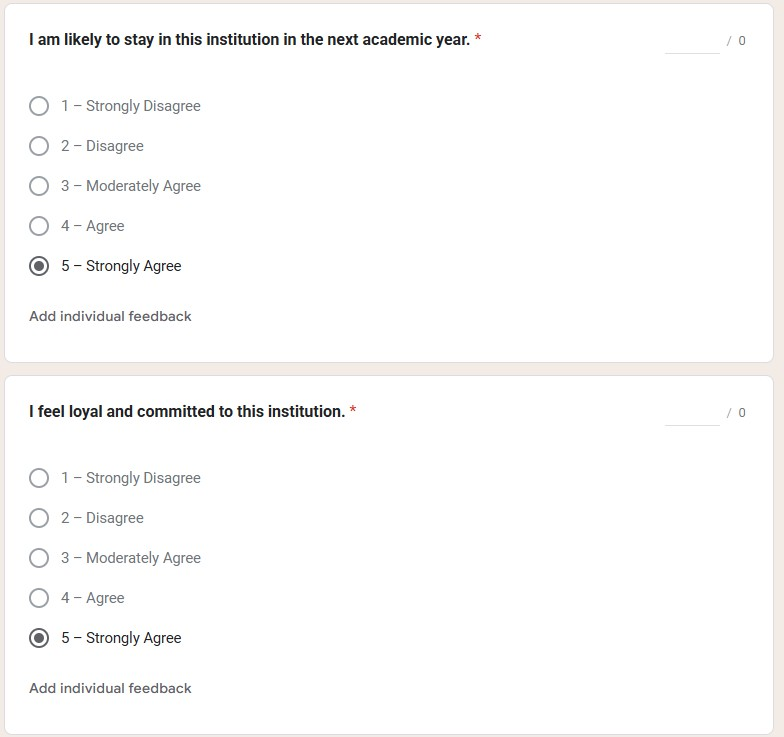 I am likely to stay in this institution in the next academic year. *
/ 0
1 – Strongly Disagree
2 – Disagree
3 – Moderately Agree
4 – Agree
5 – Strongly Agree
Add individual feedback
I feel loyal and committed to this institution. *
/ 0
1 – Strongly Disagree
2 – Disagree
3 – Moderately Agree
4 – Agree
5 – Strongly Agree
Add individual feedback